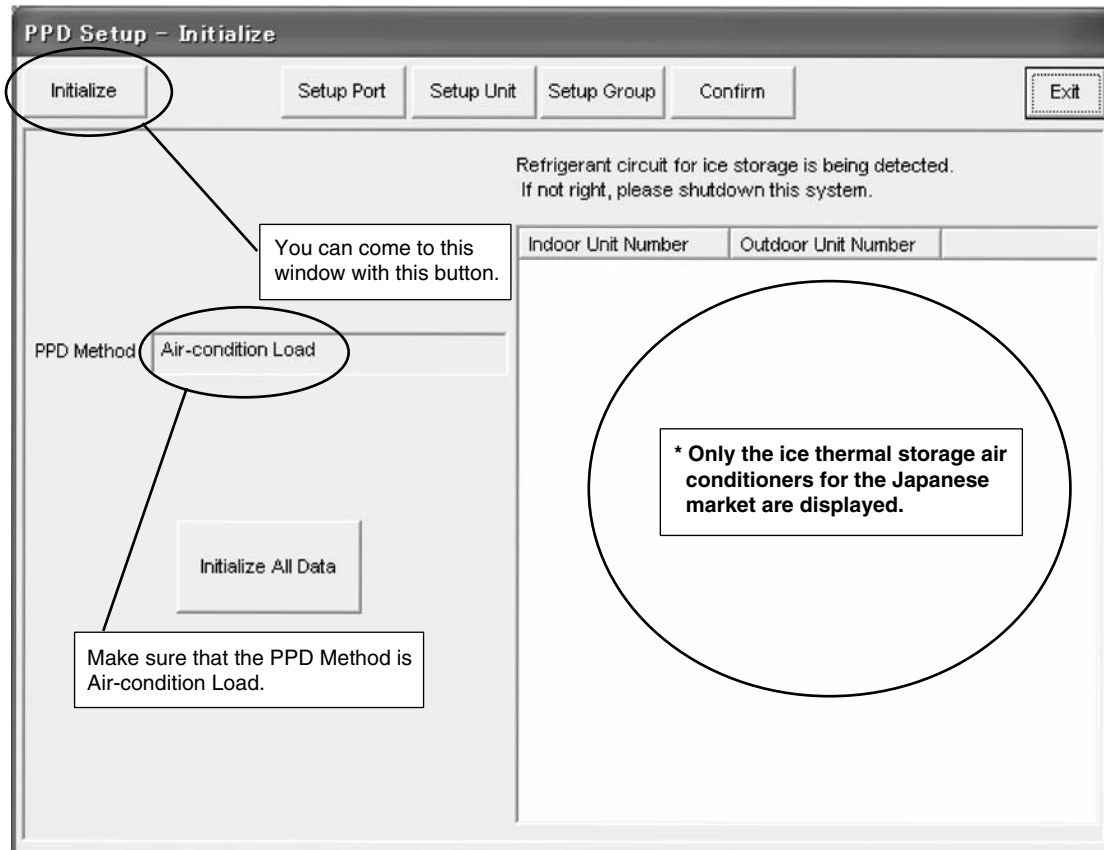 PPD Setup - Initialize
Initialize
Setup Port
Setup Unit
Setup Group
Confirm
Exit
Refrigerant circuit for ice storage is being detected.
If not right, please shutdown this system.
You can come to this
window with this button.
Indoor Unit Number
Outdoor Unit Number
PPD Method
Air-condition Load
* Only the ice thermal storage air
conditioners for the Japanese
market are displayed.
Initialize All Data
Make sure that the PPD Method is
Air-condition Load.